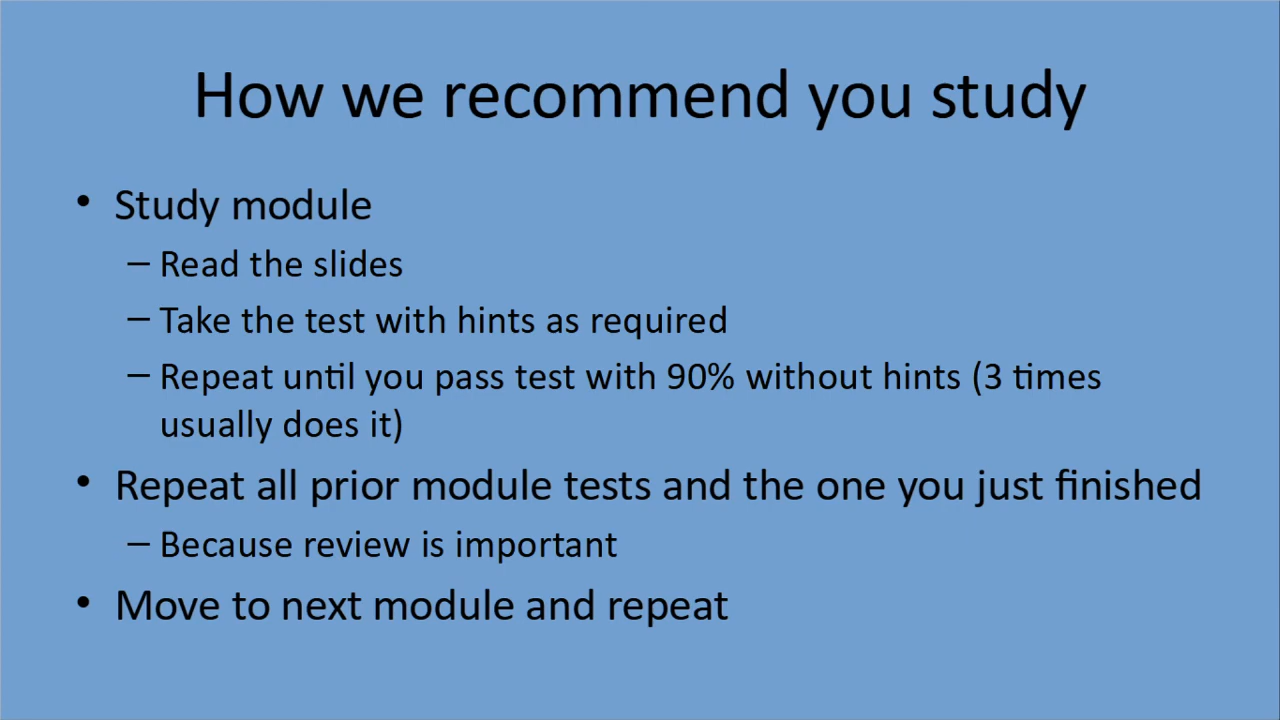 How we recommend you study
• Study module
– Read the slides
– Take the test with hints as required
– Repeat until you pass test with 90% without hints (3 times
usually does it)
• Repeat all prior module tests and the one you just finished
– Because review is important
• Move to next module and repeat